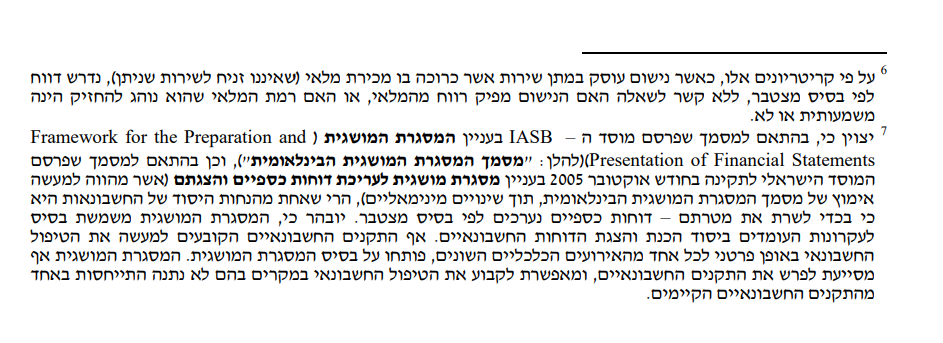 6 על פי קריטריונים אלו, כאשר נישום עוסק במתן שירות אשר כרוכה בו מכירת מלאי (שאיננו זניח לשירות שניתן), נדרש דווח
לפי בסיס מצטבר, ללא קשר לשאלה האם הנישום מפיק רווח מהמלאי, או האם רמת המלאי שהוא נוהג להחזיק הינה
משמעותית או לא.
7 יצוין כי, בהתאם למסמך שפרסם מוסד ה – IASB בעניין המסגרת המושגית ( Framework for the Preparation and
Presentation of Financial Statements)(להלן: "מסמך המסגרת המושגית הבינלאומית"), וכן בהתאם למסמך שפרסם
המוסד הישראלי לתקינה בחודש אוקטובר 2005 בעניין מסגרת מושגית לעריכת דוחות כספיים והצגתם (אשר מהווה למעשה
אימוץ של מסמך המסגרת המושגית הבינלאומית, תוך שינויים מינימאליים), הרי שאחת מהנחות היסוד של החשבונאות היא
כי בכדי לשרת את מטרתם – דוחות כספיים נערכים לפי בסיס מצטבר. יובהר כי, המסגרת המושגית משמשת בסיס
לעקרונות העומדים ביסוד הכנת והצגת הדוחות החשבונאיים. אף התקנים החשבונאיים הקובעים למעשה את הטיפול
החשבונאי באופן פרטני לכל אחד מהאירועים הכלכליים השונים, פותחו על בסיס המסגרת המושגית. המסגרת המושגית אף
מסייעת לפרש את התקנים החשבונאיים, ומאפשרת לקבוע את הטיפול החשבונאי במקרים בהם לא נתנה התייחסות באחד
מהתקנים החשבונאיים הקיימים.